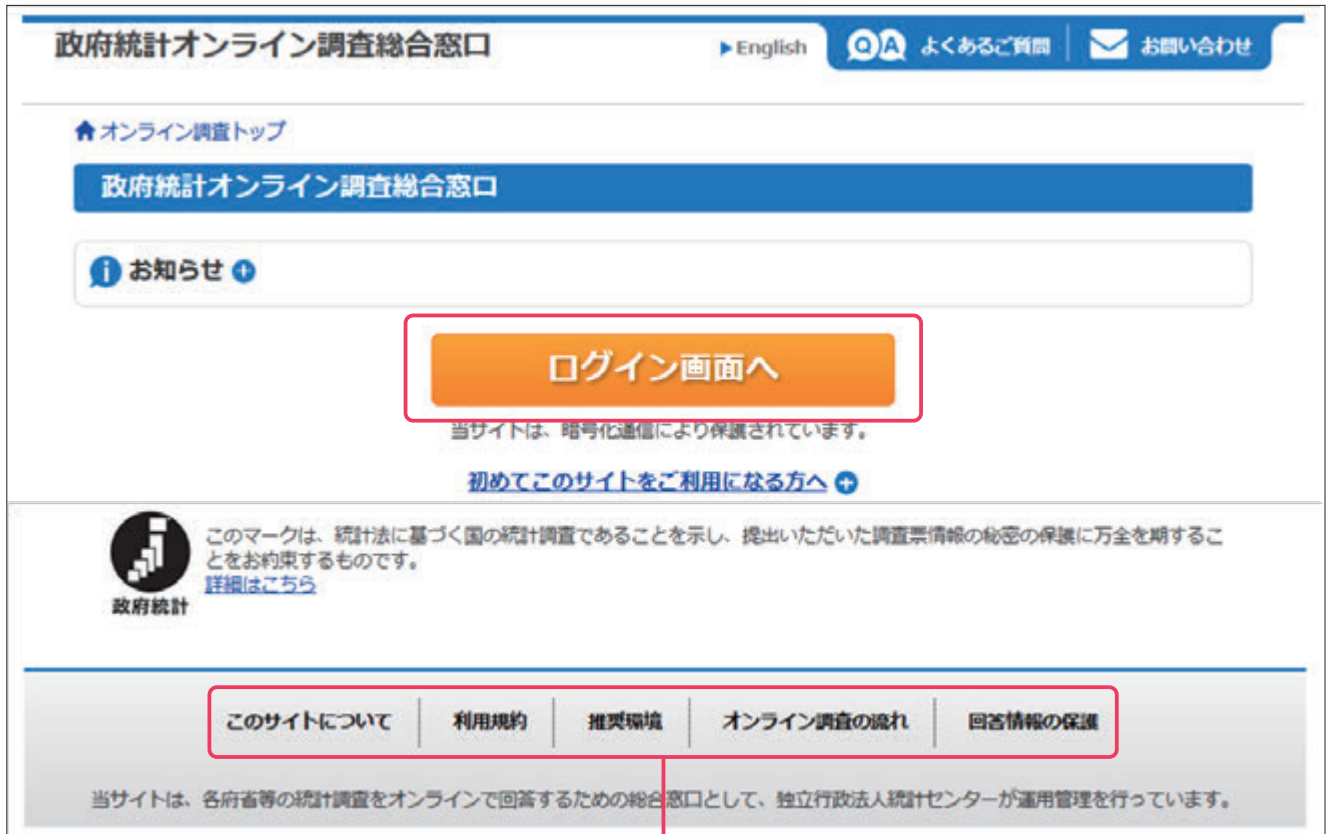 政府統計オンライン調査総合窓口
▶English
QA よくあるご質問
お問い合わせ
オンライン調査トップ
政府統計オンライン調査総合窓口
お知らせ
ログイン画面へ
当サイトは、暗号化通信により保護されています。
初めてこのサイトをご利用になる方へ
このマークは、統計法に基づく国の統計調査であることを示し、提出いただいた調査票情報の秘密の保護に万全を期するこ
とをお約束するものです。
詳細はこちら
政府統計
このサイトについて
利用規約
推奨環境
オンライン調査の流れ
回答情報の保護
当サイトは、各府省等の統計調査をオンラインで回答するための総合窓口として、独立行政法人統計センターが運用管理を行っています。